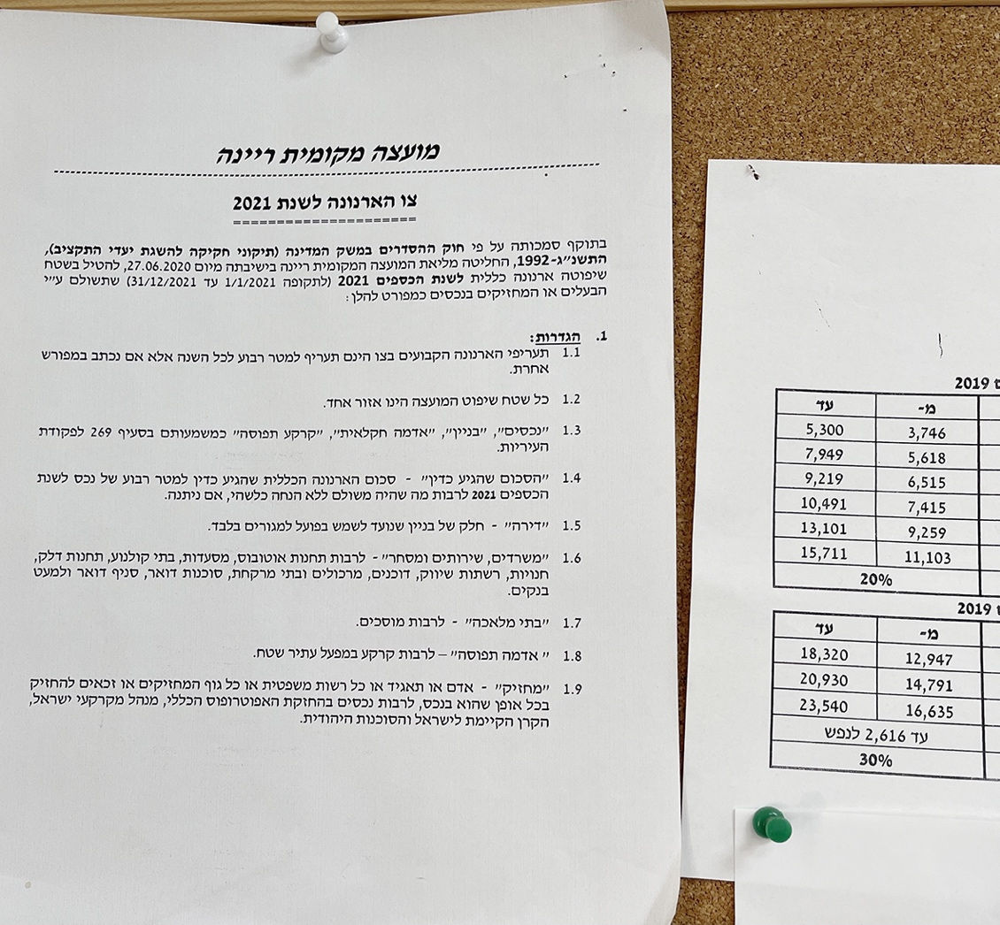 מועצה מקומית ריינה
צו הארנונה לשנת 2021
בתוקף סמכותה על פי חוק ההסדרים במשק המדינה (תיקוני חקיקה להשגת יעדי התקציב),
התשנ״ג-1992, החליטה מליאת המועצה המקומית ריינה בישיבתה מיום 27.06.2020, להטיל בשטח
שיפוטה ארנונה כללית לשנת הכספים 2021 (לתקופה 1/1/2021 עד 31/12/2021) שתשולם ע״י
הבעלים או המחזיקים בנכסים כמפורט להלן:
1. הגדרות:
1.1 תעריפי הארנונה הקבועים בצו הינם תעריף למטר רבוע לכל השנה אלא אם נכתב במפורש
אחרת.
1.2 כל שטח שיפוט המועצה הינו אזור אחד.
1.3 ״נכסים״, ״בניין״, ״אדמה חקלאית״, ״קרקע תפוסה״ כמשמעותם בסעיף 269 לפקודת
העיריות.
1.4 ״הסכום שהגיע כדין״ - סכום הארנונה הכללית שהגיע כדין למטר רבוע של נכס לשנת
הכספים 2021 לרבות מה שהיה משולם ללא הנחה כלשהי, אם ניתנה.
1.5 ״דירה״ - חלק של בניין שנועד לשמש בפועל למגורים בלבד.
1.6 ״משרדים, שירותים ומסחר״- לרבות תחנות אוטובוס, מסעדות, בתי קולנוע, תחנות דלק,
חנויות, רשתות שיווק, דוכנים, מרכולים ובתי מרקחת, סוכנות דואר, סניף דואר ולמעט
בנקים.
1.7 ״בתי מלאכה״ - לרבות מוסכים.
1.8 ״ אדמה תפוסה״ – לרבות קרקע במפעל עתיר שטח.
1.9 ״מחזיק״ - אדם או תאגיד או כל רשות משפטית או כל גוף המחזיקים או זכאים להחזיק
בכל אופן שהוא בנכס, לרבות נכסים בהחזקת האפוטרופוס הכללי, מנהל מקרקעי ישראל,
הקרן הקיימת לישראל והסוכנות היהודית.
2019
מ- עד
3,746 5,300
5,618 7,949
6,515 9,219
7,415 10,491
9,259 13,101
11,103 15,711
20%
2019
מ- עד
12,947 18,320
14,791 20,930
16,635 23,540
עד 2,616 לנפש
30%